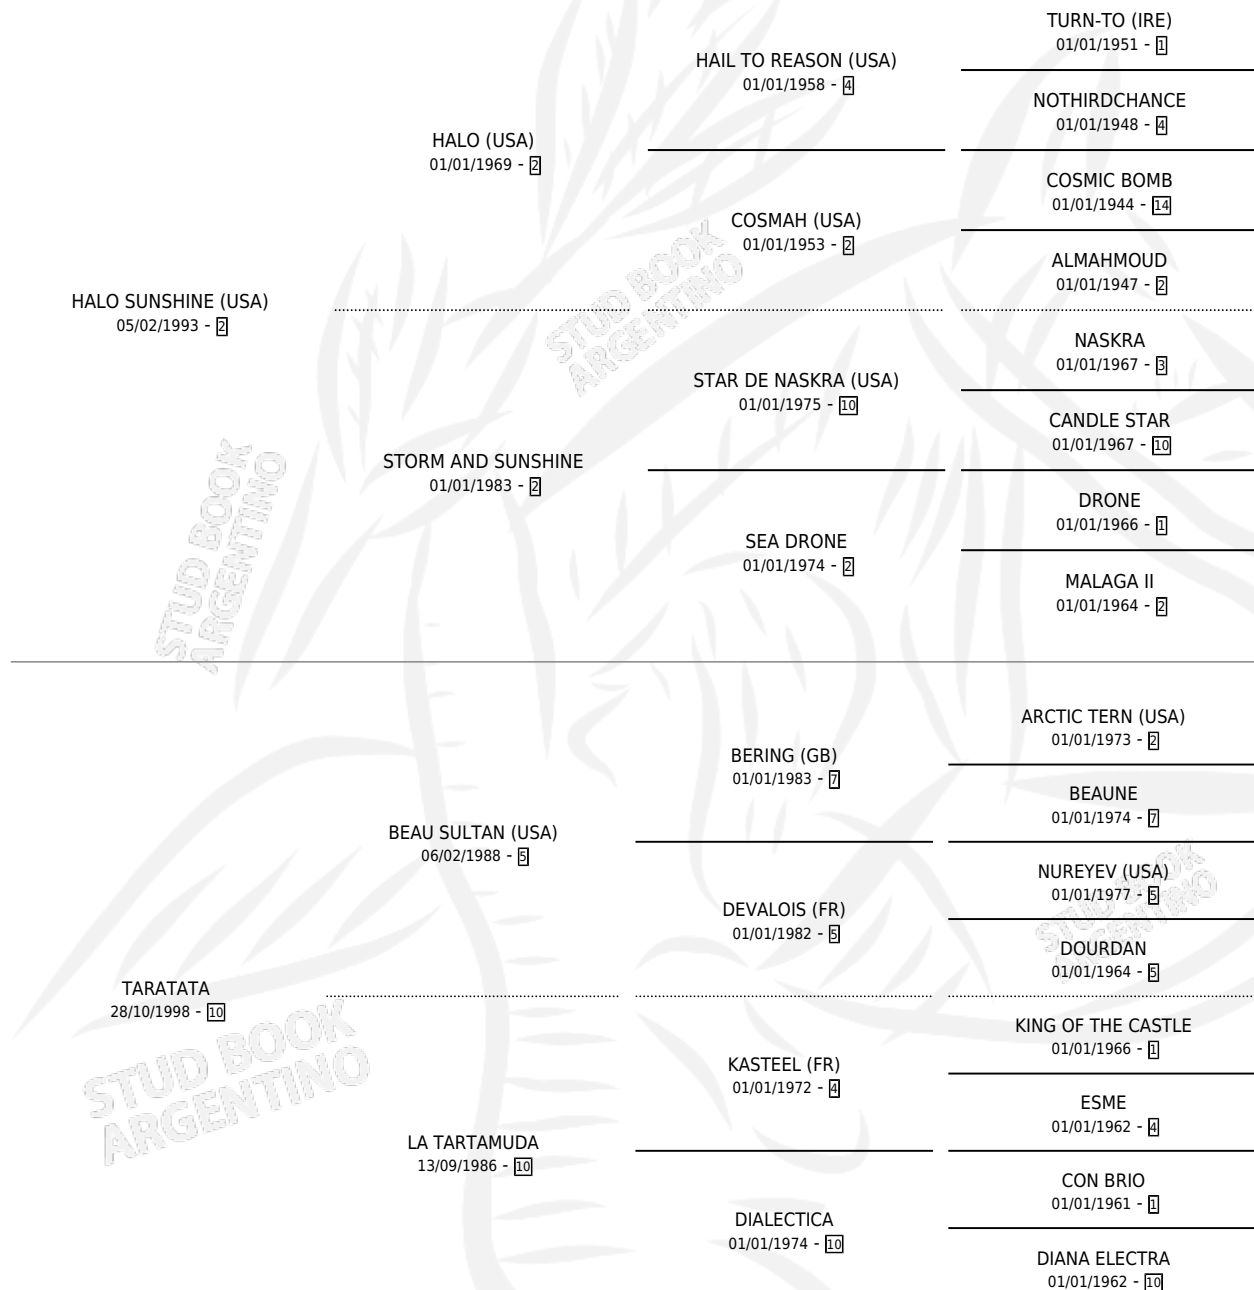 TURN-TO (IRE)
01/01/1951 - 1
HAIL TO REASON (USA)
01/01/1958 - 4
NOTHIRDCHANCE
01/01/1948 - 4
HALO (USA)
01/01/1969 - 2
COSMIC BOMB
01/01/1944 - 14
COSMAH (USA)
01/01/1953 - 2
ALMAHMOUD
01/01/1947 - 2
HALO SUNSHINE (USA)
05/02/1993 - 2
NASKRA
01/01/1967 - 3
STAR DE NASKRA (USA)
01/01/1975 - 10
CANDLE STAR
01/01/1967 - 10
STORM AND SUNSHINE
01/01/1983 - 2
DRONE
01/01/1966 - 1
SEA DRONE
01/01/1974 - 2
MALAGA II
01/01/1964 - 2
ARCTIC TERN (USA)
01/01/1973 - 2
BERING (GB)
01/01/1983 - 7
BEAUNE
01/01/1974 - 7
BEAU SULTAN (USA)
06/02/1988 - 5
NUREYEV (USA)
01/01/1977 - 5
DEVALOIS (FR)
01/01/1982 - 5
DOURDAN
01/01/1964 - 5
TARATATA
28/10/1998 - 10
KING OF THE CASTLE
01/01/1966 - 1
KASTEEL (FR)
01/01/1972 - 4
ESME
01/01/1962 - 4
LA TARTAMUDA
13/09/1986 - 10
CON BRIO
01/01/1961 - 1
DIALECTICA
01/01/1974 - 10
DIANA ELECTRA
01/01/1962 - 10
STUD BOOK
ARGENTINO
STUD BOOK
ARGENTINO
STUD BOOK
ARGENTINO
STUD BOOK
ARGENTINO